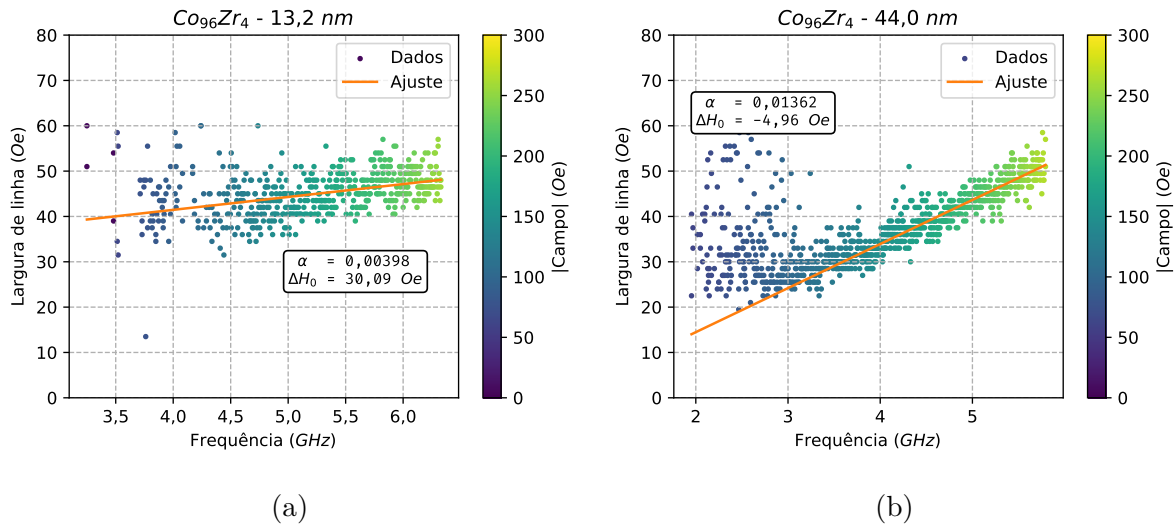 Co₉₆Zr₄ - 13,2 nm
80
70
60
50
40
30
20
10
0
Largura de linha (Oe)
3,5 4,0 4,5 5,0 5,5 6,0
Frequência (GHz)
Dados
Ajuste
α = 0,00398
ΔH₀ = 30,09 Oe
300
250
200
150
100
50
0
|Campo| (Oe)
(a)
Co₉₆Zr₄ - 44,0 nm
80
70
60
50
40
30
20
10
0
Largura de linha (Oe)
2 3 4 5
Frequência (GHz)
Dados
Ajuste
α = 0,01362
ΔH₀ = -4,96 Oe
300
250
200
150
100
50
0
|Campo| (Oe)
(b)